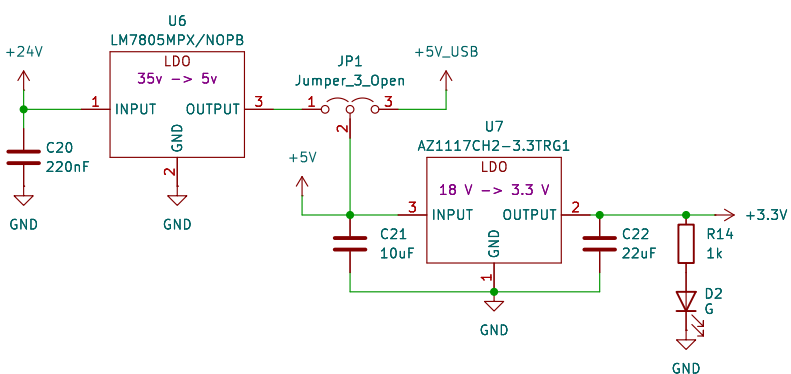 U6
LM7805MPX/NOPB
+24V
LDO
35v -> 5v
1
INPUT
OUTPUT
3
GND
2
C20
220nF
GND
GND
JP1
Jumper_3_Open
1
3
2
+5V_USB
+5V
U7
AZ1117CH2-3.3TRG1
LDO
18 V -> 3.3 V
3
INPUT
OUTPUT
2
GND
1
C21
10uF
C22
22uF
GND
+3.3V
R14
1k
D2
G
GND